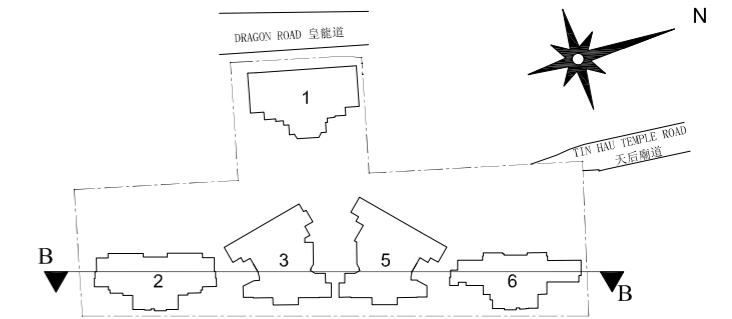 N
DRAGON ROAD 皇龍道
1
TIN HAU TEMPLE ROAD
天后廟道
B
2
3
5
6
B